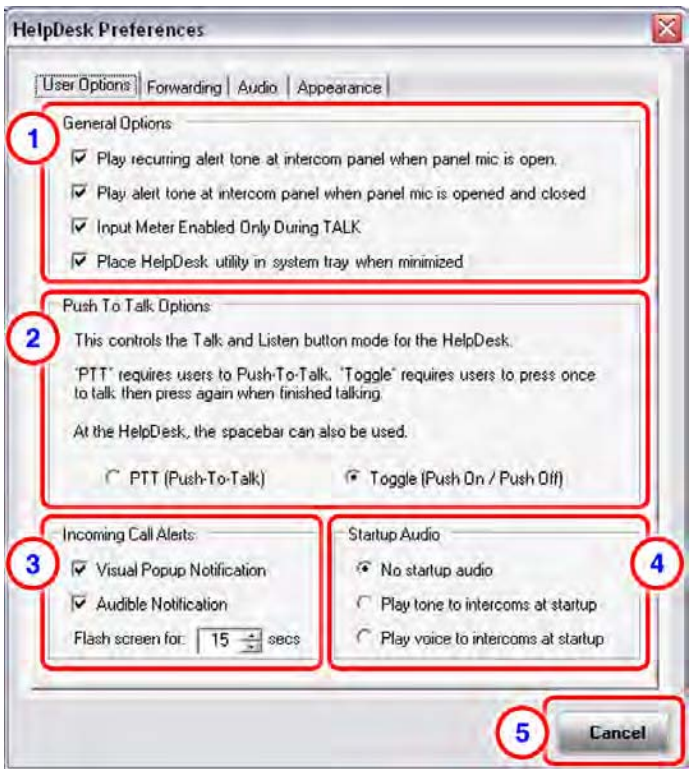 HelpDesk Preferences
User Options Forwarding Audio Appearance
1
General Options
Play recurring alert tone at intercom panel when panel mic is open.
Play alert tone at intercom panel when panel mic is opened and closed
Input Meter Enabled Only During TALK
Place HelpDesk utility in system tray when minimized
Push To Talk Options
2
This controls the Talk and Listen button mode for the HelpDesk.
'PTT' requires users to Push-To-Talk. 'Toggle' requires users to press once
to talk then press again when finished talking
At the HelpDesk, the spacebar can also be used.
PTT (Push-To-Talk) Toggle (Push On / Push Off)
Incoming Call Alerts
3
Visual Popup Notification
Audible Notification
Flash screen for: 15 secs
Startup Audio
4
No startup audio
Play tone to intercoms at startup
Play voice to intercoms at startup
5
Cancel